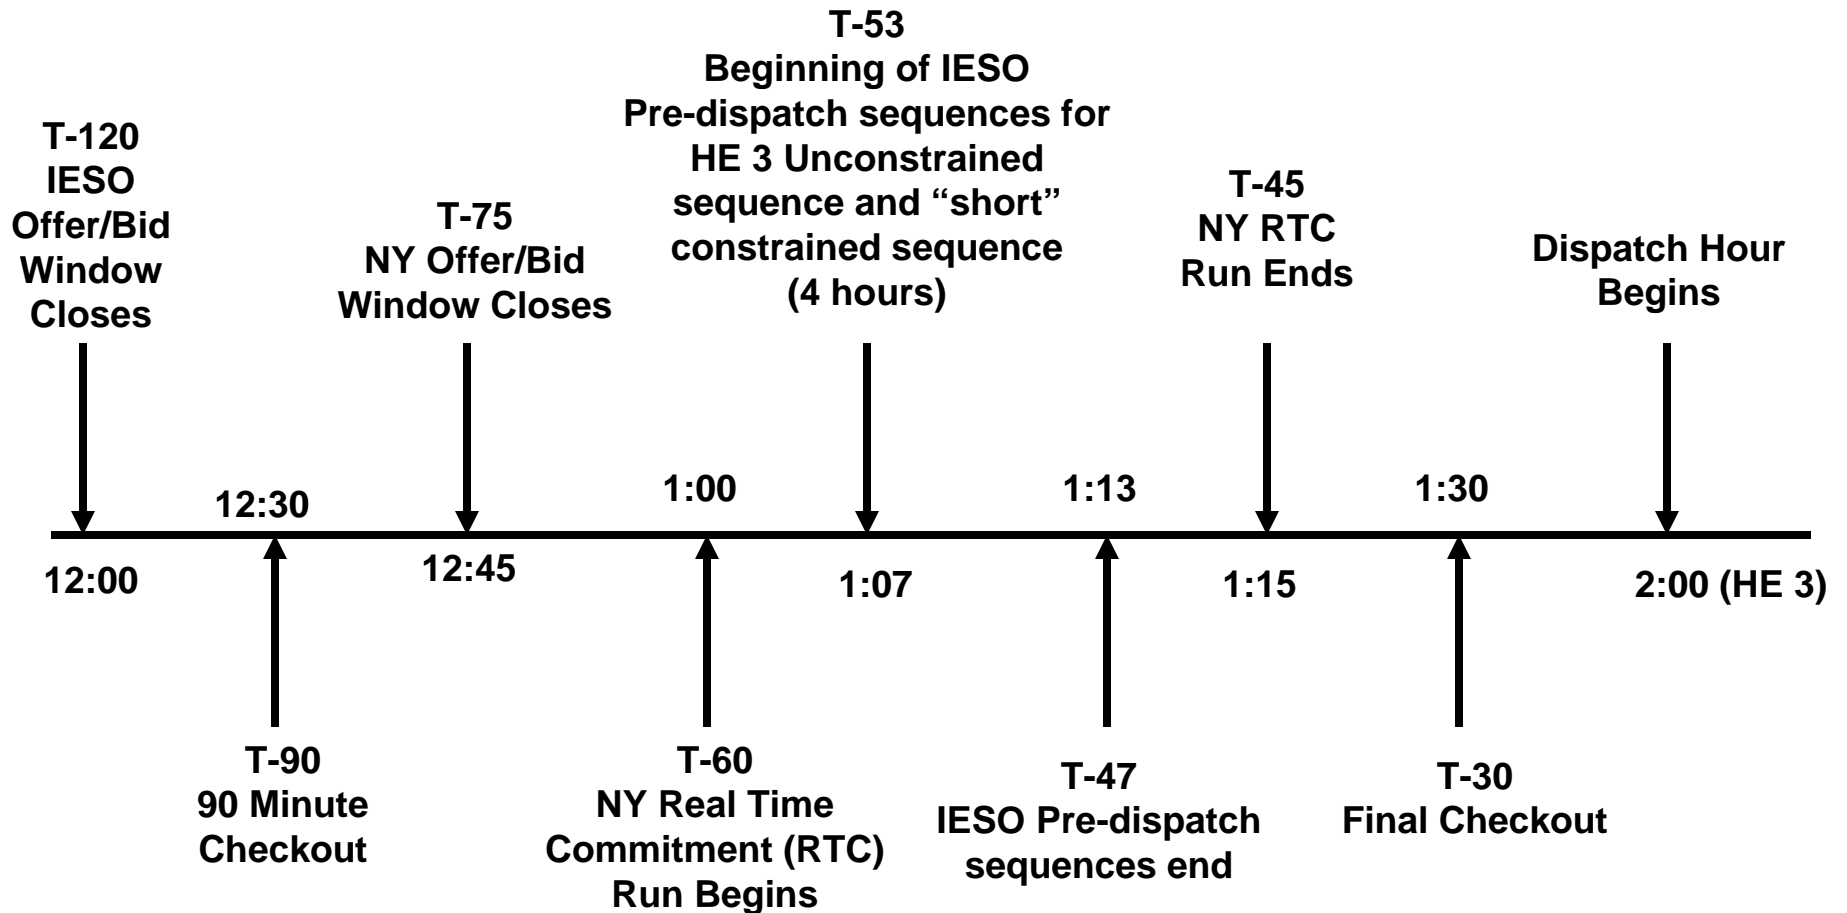 T-53
Beginning of IESO
Pre-dispatch sequences for
HE 3 Unconstrained
sequence and “short”
constrained sequence
(4 hours)
T-120
IESO
Offer/Bid
Window
Closes
T-75
NY Offer/Bid
Window Closes
T-45
NY RTC
Run Ends
Dispatch Hour
Begins
12:30
1:00
1:13
1:30
12:00
12:45
1:07
1:15
2:00 (HE 3)
T-90
90 Minute
Checkout
T-60
NY Real Time
Commitment (RTC)
Run Begins
T-47
IESO Pre-dispatch
sequences end
T-30
Final Checkout